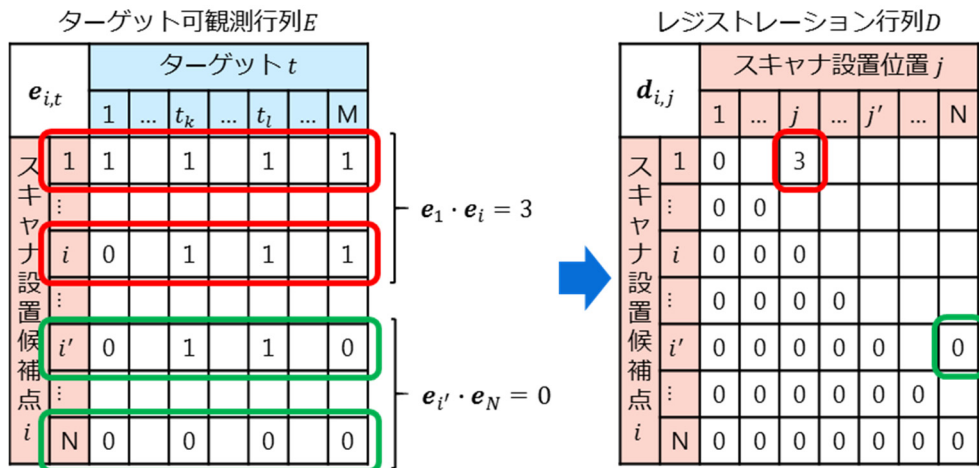 ターゲット可観測行列E
e_{i,t} ターゲット t
1 … t_k … t_l … M
スキャナ設置候補点 i
1 1 1 1 1
⋮
i 0 1 1 1
⋮
i′ 0 1 1 0
⋮
N 0 0 0 0
e_1 · e_i = 3
e_{i′} · e_N = 0
レジストレーション行列D
d_{i,j} スキャナ設置位置 j
1 … j … j′ … N
スキャナ設置候補点 i
1 0 3
⋮ 0 0
i 0 0 0
⋮ 0 0 0 0
i′ 0 0 0 0 0 0
⋮ 0 0 0 0 0 0
N 0 0 0 0 0 0 0